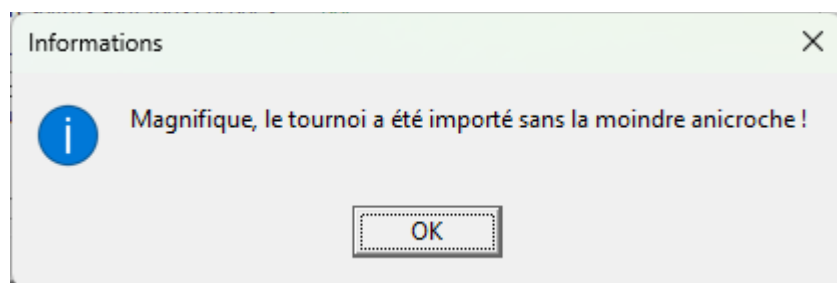 Informations
Magnifique, le tournoi a été importé sans la moindre anicroche !
OK